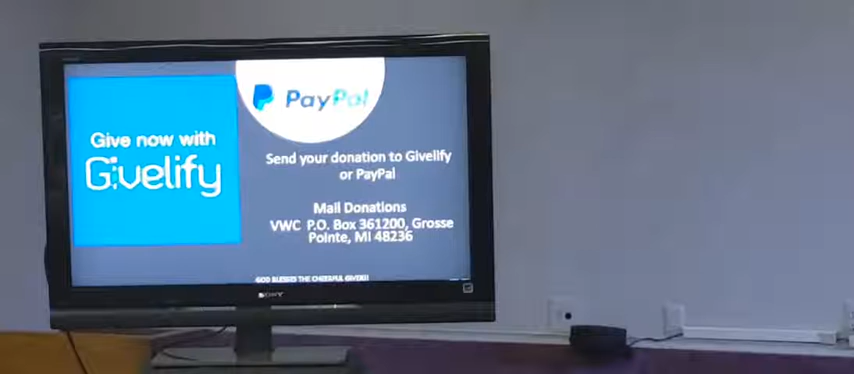 PayPal
Give now with
Givelify
Send your donation to Givelify
or PayPal
Mail Donations
VWC P.O. Box 361200, Grosse
Pointe, MI 48236
GOD BLESSES THE CHEERFUL GIVER!!
SONY